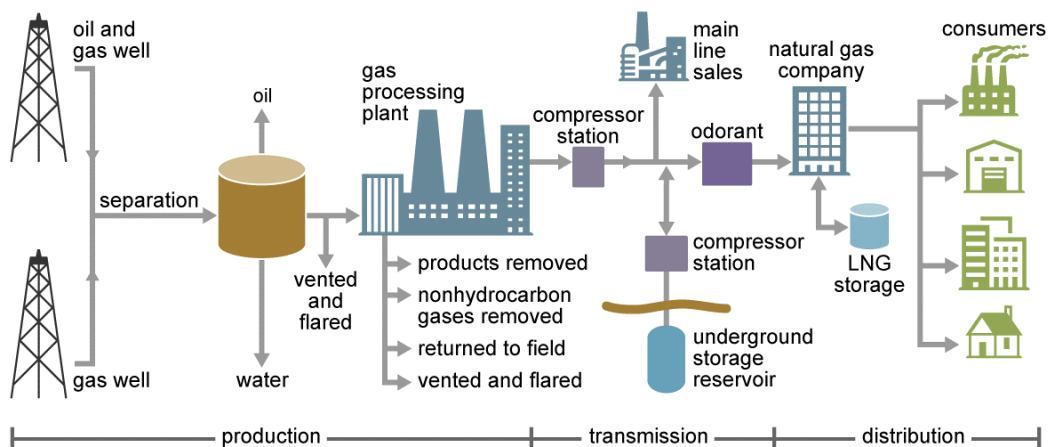 oil and
gas well
oil
gas
processing
plant
compressor
station
main
line
sales
odorant
natural gas
company
consumers
separation
vented
and
flared
products removed
nonhydrocarbon
gases removed
returned to field
vented and flared
compressor
station
underground
storage
reservoir
LNG
storage
gas well
water
production
transmission
distribution